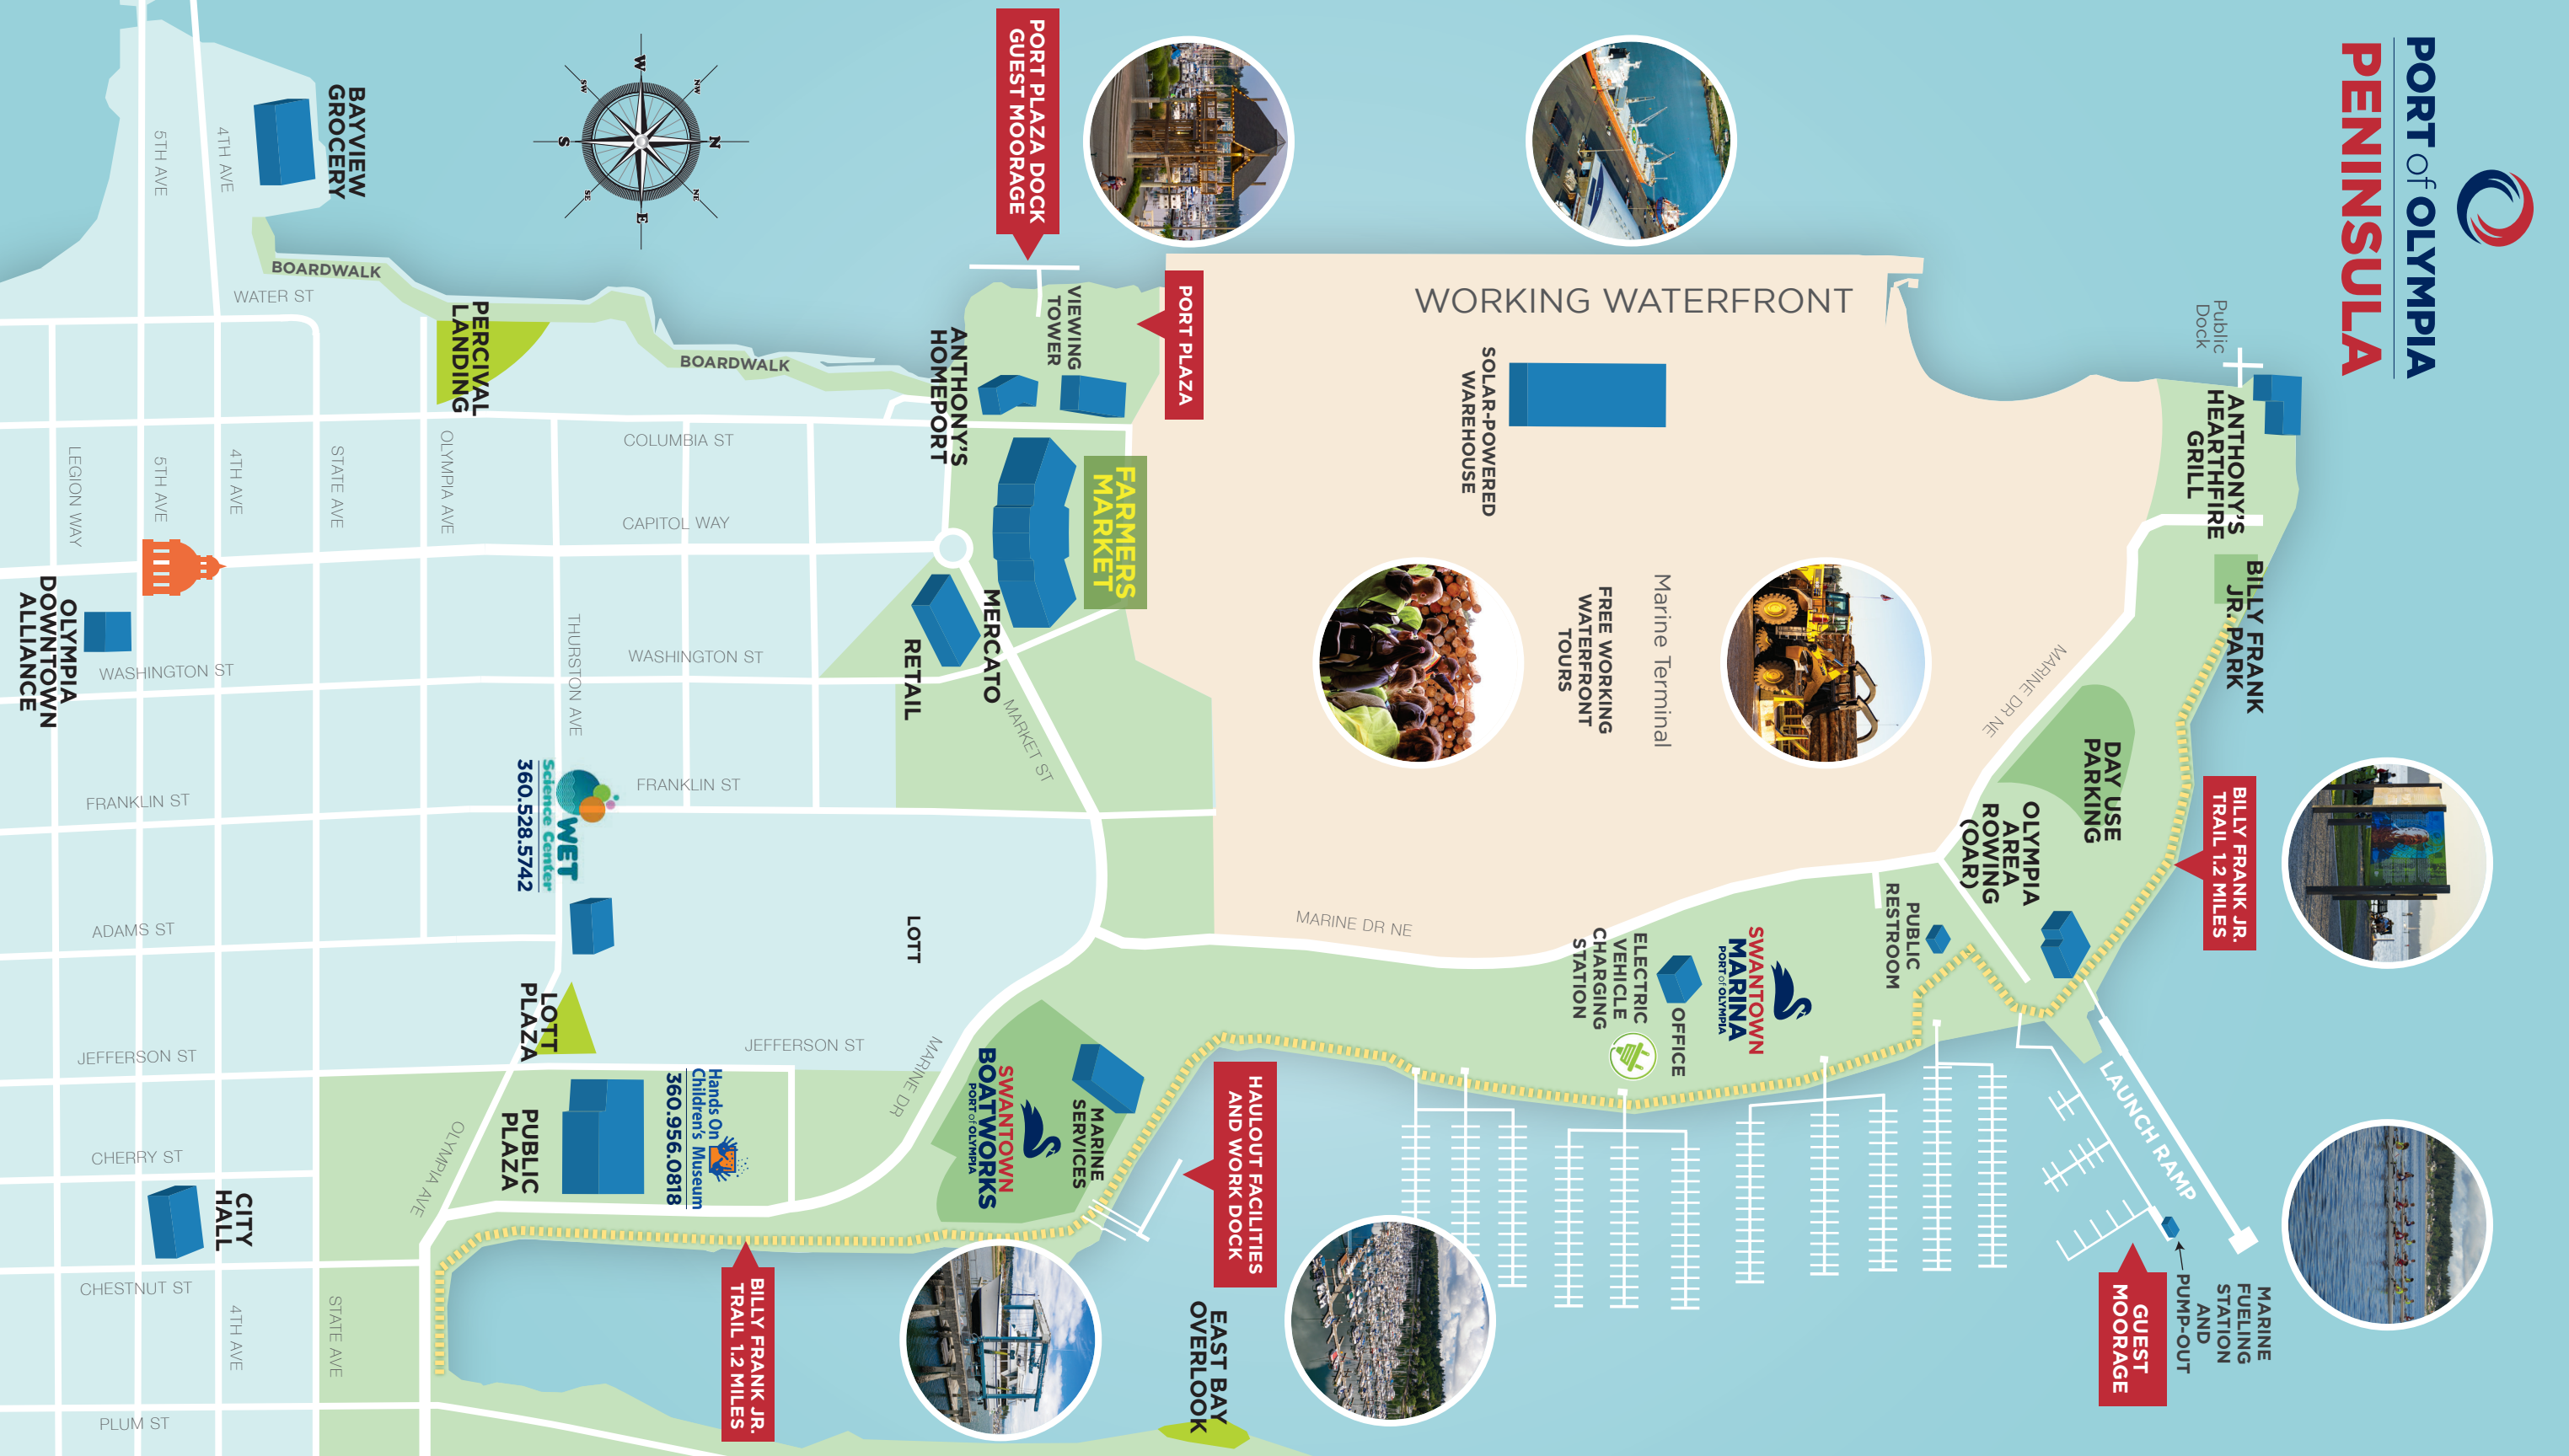 PORT of OLYMPIA
PENINSULA
Public
Dock
ANTHONY'S
HEARTHFIRE
GRILL
BILLY FRANK
JR. PARK
BILLY FRANK JR.
TRAIL 1.2 MILES
MARINE DR NE
DAY USE
PARKING
OLYMPIA
AREA
ROWING
(OAR)
LAUNCH RAMP
MARINE
FUELING
STATION
AND
PUMP-OUT
GUEST
MOORAGE
PUBLIC
RESTROOM
SWANTOWN
MARINA
PORT of OLYMPIA
OFFICE
ELECTRIC
VEHICLE
CHARGING
STATION
WORKING WATERFRONT
SOLAR-POWERED
WAREHOUSE
Marine Terminal
FREE WORKING
WATERFRONT
TOURS
MARINE DR NE
PORT PLAZA
PORT PLAZA DOCK
GUEST MOORAGE
VIEWING
TOWER
FARMERS
MARKET
ANTHONY'S
HOMEPORT
MERCATO
RETAIL
MARKET ST
HAULOUT FACILITIES
AND WORK DOCK
EAST BAY
OVERLOOK
MARINE
SERVICES
SWANTOWN
BOATWORKS
PORT of OLYMPIA
MARINE DR
LOTT
BILLY FRANK JR.
TRAIL 1.2 MILES
Hands On
Children's Museum
360.956.0818
JEFFERSON ST
PUBLIC
PLAZA
LOTT
PLAZA
WET
Science Center
360.528.5742
N
NE
E
SE
S
SW
W
NW
BOARDWALK
COLUMBIA ST
CAPITOL WAY
WASHINGTON ST
FRANKLIN ST
THURSTON AVE
PERCIVAL
LANDING
OLYMPIA AVE
OLYMPIA AVE
BOARDWALK
WATER ST
STATE AVE
STATE AVE
BAYVIEW
GROCERY
4TH AVE
4TH AVE
4TH AVE
5TH AVE
5TH AVE
LEGION WAY
CITY
HALL
OLYMPIA
DOWNTOWN
ALLIANCE
WASHINGTON ST
FRANKLIN ST
ADAMS ST
JEFFERSON ST
CHERRY ST
CHESTNUT ST
PLUM ST